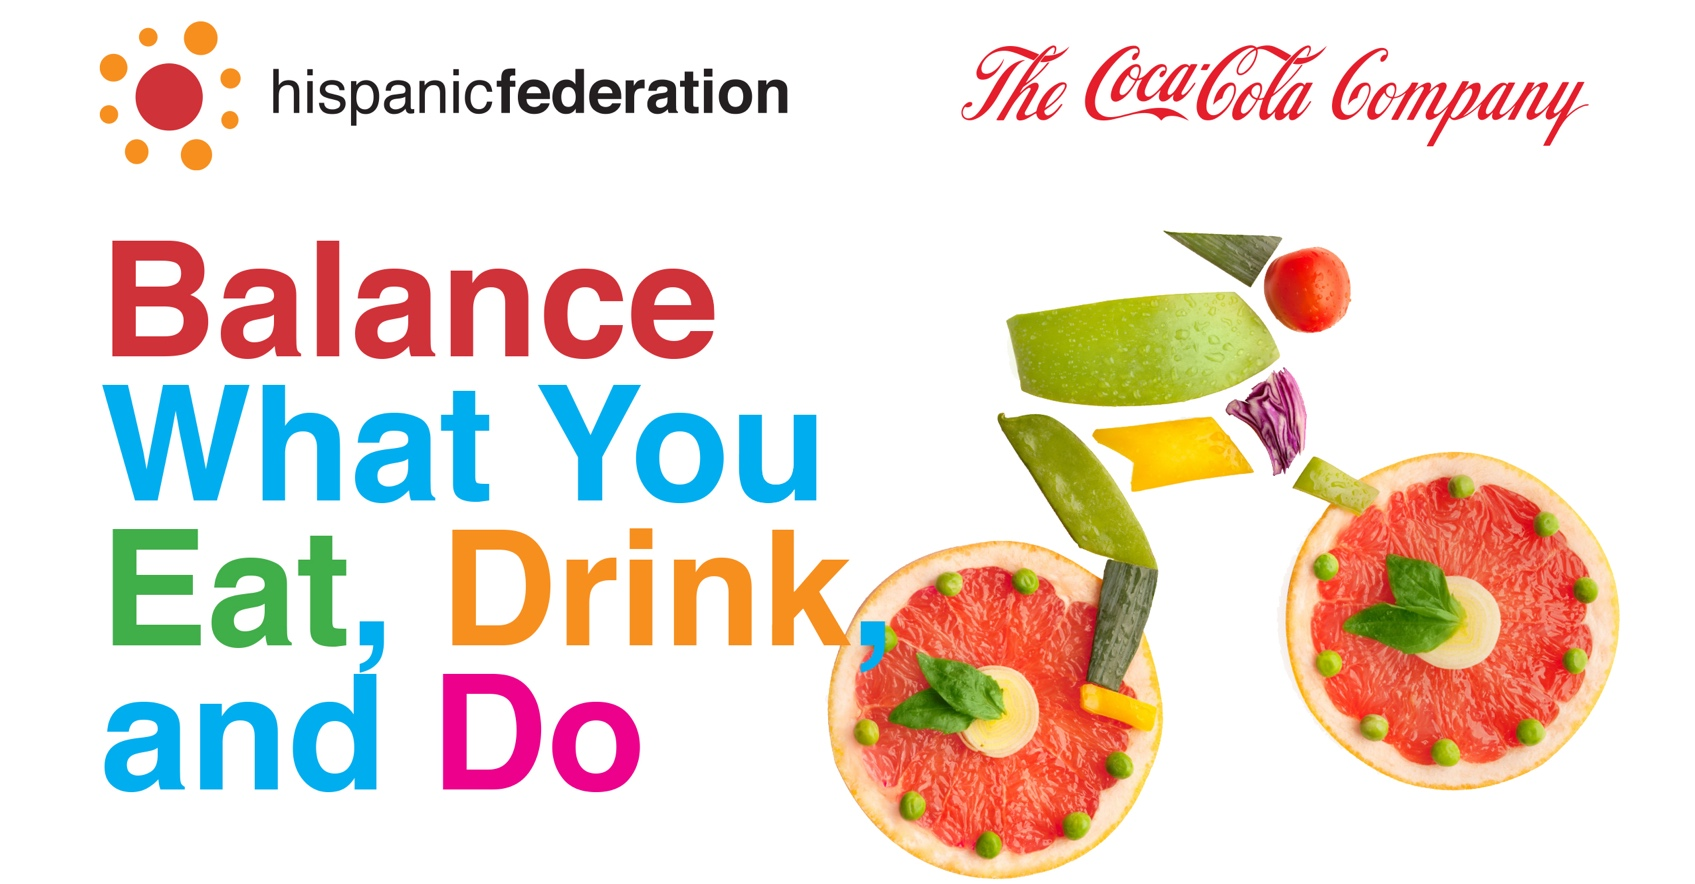 hispanicfederation
The Coca-Cola Company
Balance
What You
Eat, Drink,
and Do